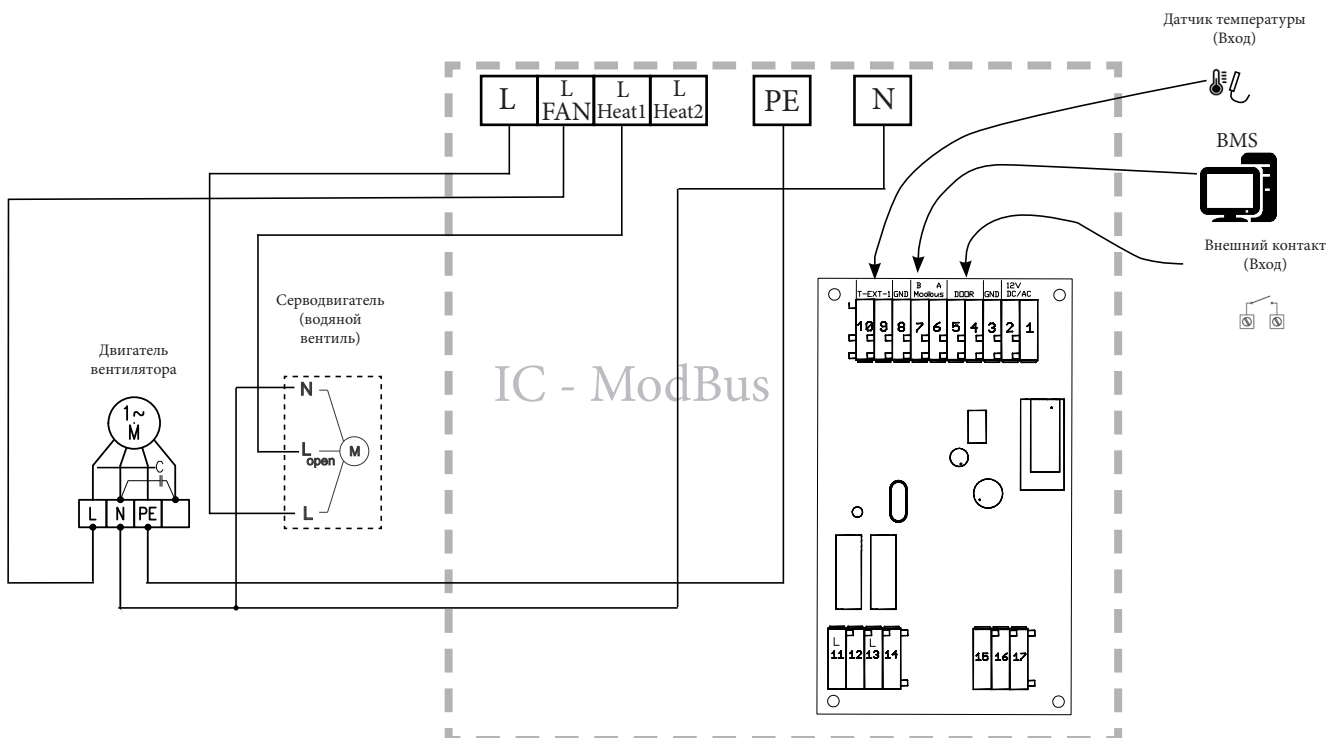 Датчик температуры
(Вход)
L
L
FAN
L
Heat1
L
Heat2
PE
N
BMS
Внешний контакт
(Вход)
B A 12V
T-EXT-1 GND Modbus DOOR GND DC/AC
L
10 9 8 7 6 5 4 3 2 1
Серводвигатель
(водяной
вентиль)
Двигатель
вентилятора
IC - ModBus
N
L
open
M
L
1~
M
C
L N PE
L L
11 12 13 14
15 16 17